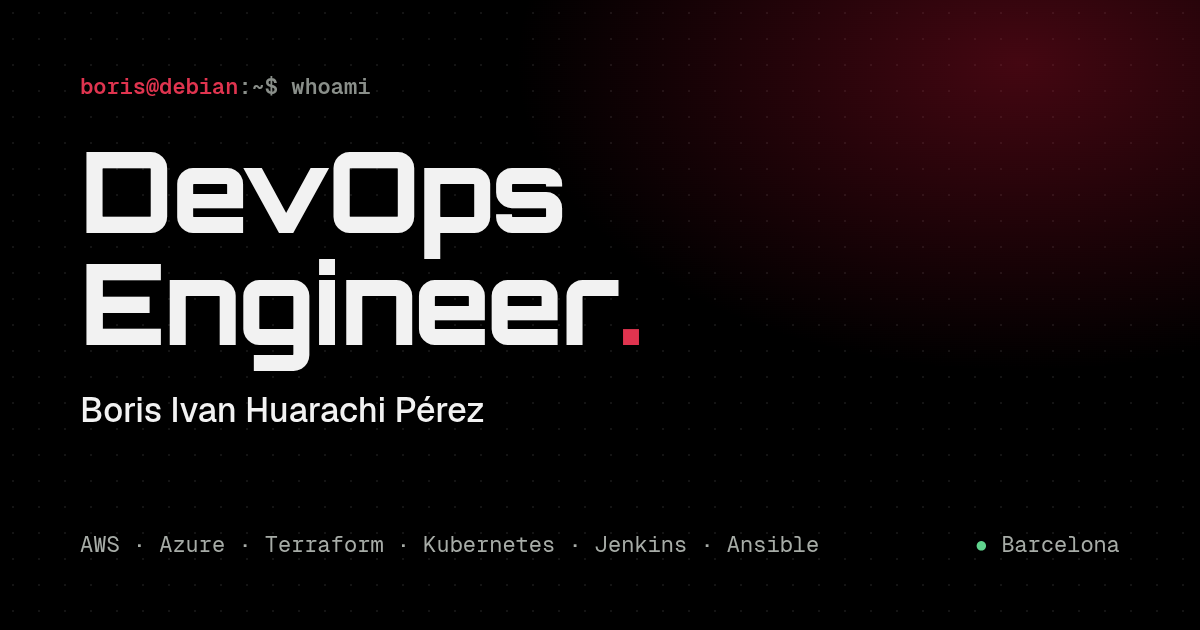 boris@debian:~$ whoami
DevOps
Engineer.
Boris Ivan Huarachi Pérez
AWS · Azure · Terraform · Kubernetes · Jenkins · Ansible
● Barcelona